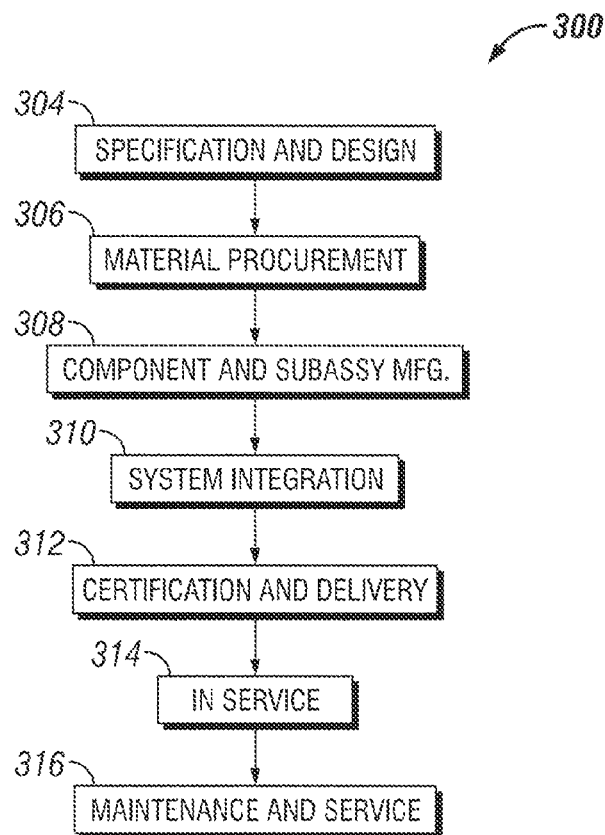 300
304
SPECIFICATION AND DESIGN
306
MATERIAL PROCUREMENT
308
COMPONENT AND SUBASSY MFG.
310
SYSTEM INTEGRATION
312
CERTIFICATION AND DELIVERY
314
IN SERVICE
316
MAINTENANCE AND SERVICE